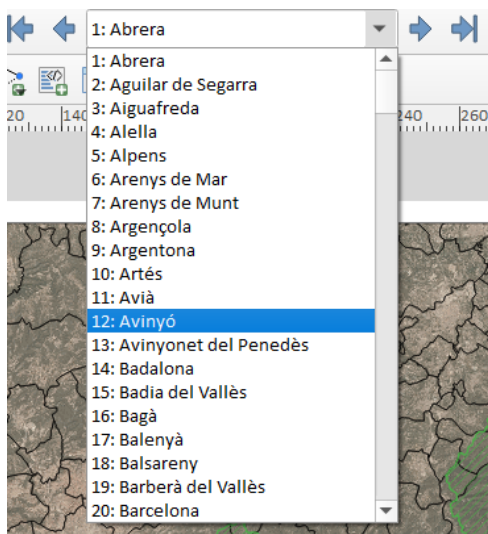 1: Abrera
1: Abrera
2: Aguilar de Segarra
3: Aiguafreda
20 140 240 260
4: Alella
5: Alpens
6: Arenys de Mar
7: Arenys de Munt
8: Argençola
9: Argentona
10: Artés
11: Avià
12: Avinyó
13: Avinyonet del Penedès
14: Badalona
15: Badia del Vallès
16: Bagà
17: Balenyà
18: Balsareny
19: Barberà del Vallès
20: Barcelona